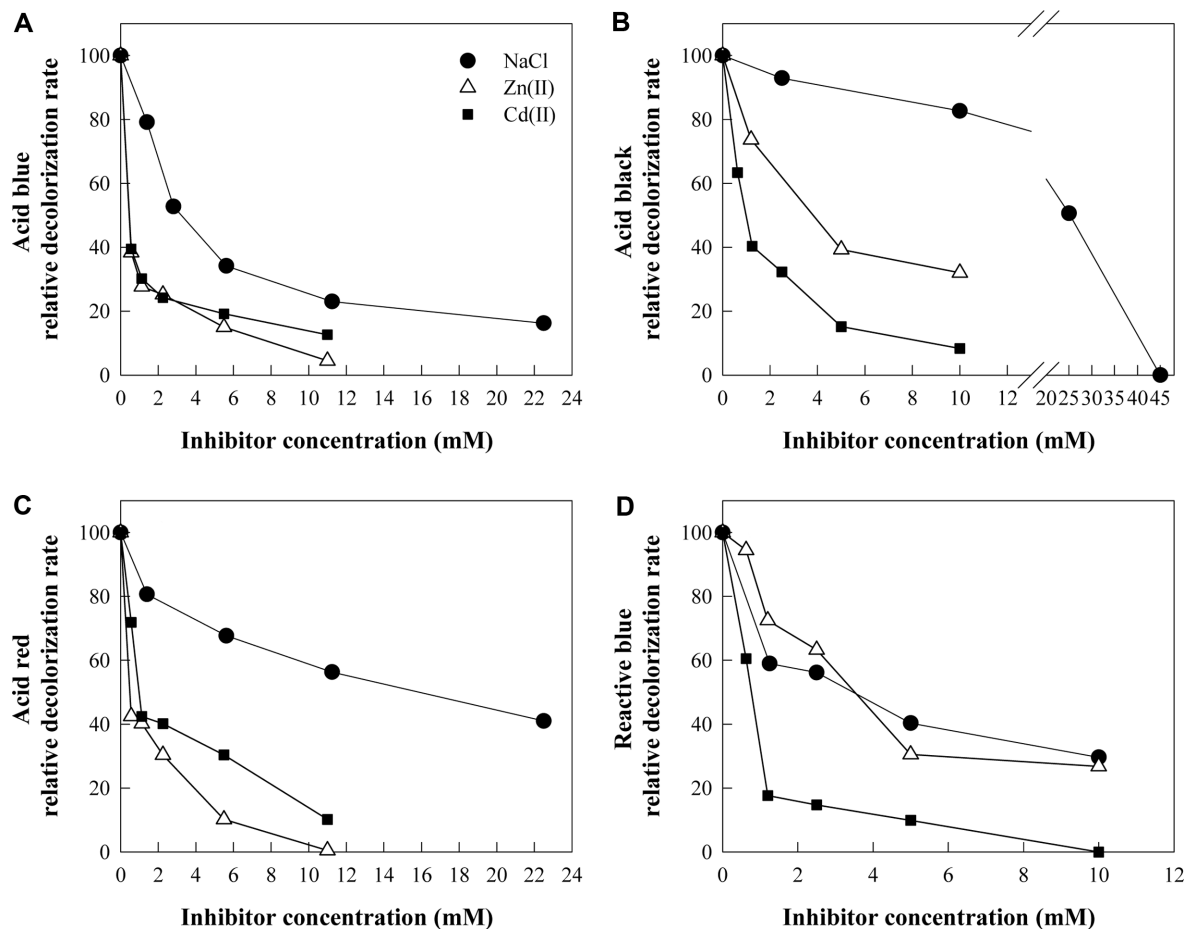 A
Acid blue
relative decolorization rate
100
80
60
40
20
0
NaCl
Zn(II)
Cd(II)
0 2 4 6 8 10 12 14 16 18 20 22 24
Inhibitor concentration (mM)
B
Acid black
relative decolorization rate
100
80
60
40
20
0
0 2 4 6 8 10 12 20 25 30 35 40 45
Inhibitor concentration (mM)
C
Acid red
relative decolorization rate
100
80
60
40
20
0
0 2 4 6 8 10 12 14 16 18 20 22 24
Inhibitor concentration (mM)
D
Reactive blue
relative decolorization rate
100
80
60
40
20
0
0 2 4 6 8 10 12
Inhibitor concentration (mM)